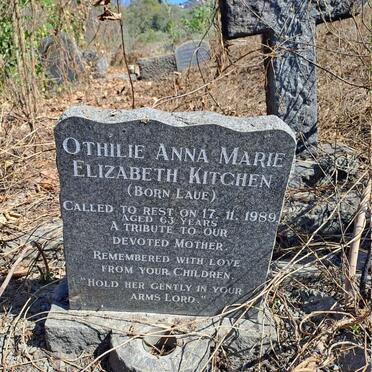 OTHILIE ANNA MARIE
ELIZABETH KITCHEN
(BORN LAUE)
CALLED TO REST ON 17. 11. 1989
AGED 63 YEARS
A TRIBUTE TO OUR
DEVOTED MOTHER
REMEMBERED WITH LOVE
FROM YOUR CHILDREN
"HOLD HER GENTLY IN YOUR
ARMS LORD."